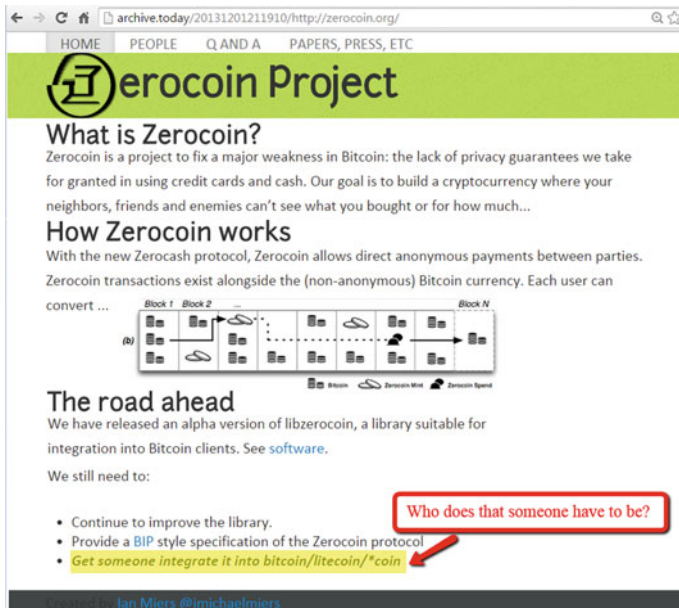 archive.today/20131201211910/http://zerocoin.org/
HOME PEOPLE Q AND A PAPERS, PRESS, ETC
Zerocoin Project
What is Zerocoin?
Zerocoin is a project to fix a major weakness in Bitcoin: the lack of privacy guarantees we take
for granted in using credit cards and cash. Our goal is to build a cryptocurrency where your
neighbors, friends and enemies can't see what you bought or for how much...
How Zerocoin works
With the new Zerocash protocol, Zerocoin allows direct anonymous payments between parties.
Zerocoin transactions exist alongside the (non-anonymous) Bitcoin currency. Each user can
convert ...
Block 1 Block 2 ... Block N
(b)
Bitcoin Zerocoin Mint Zerocoin Spend
The road ahead
We have released an alpha version of libzerocoin, a library suitable for
integration into Bitcoin clients. See software.
We still need to:
Who does that someone have to be?
• Continue to improve the library.
• Provide a BIP style specification of the Zerocoin protocol
• Get someone integrate it into bitcoin/litecoin/*coin
Created by Ian Miers @imichaelmiers